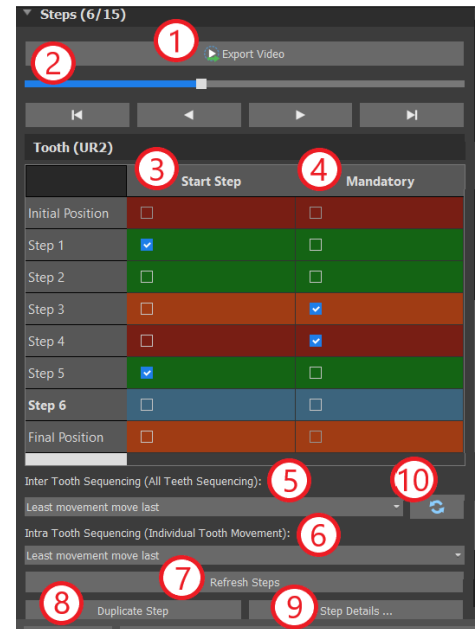 Steps (6/15)
1
Export Video
2
Tooth (UR2)
3
4
Start Step
Mandatory
Initial Position
Step 1
Step 2
Step 3
Step 4
Step 5
Step 6
Final Position
5
10
Inter Tooth Sequencing (All Teeth Sequencing):
Least movement move last
6
Intra Tooth Sequencing (Individual Tooth Movement):
Least movement move last
7
Refresh Steps
8
Duplicate Step
9
Step Details ...